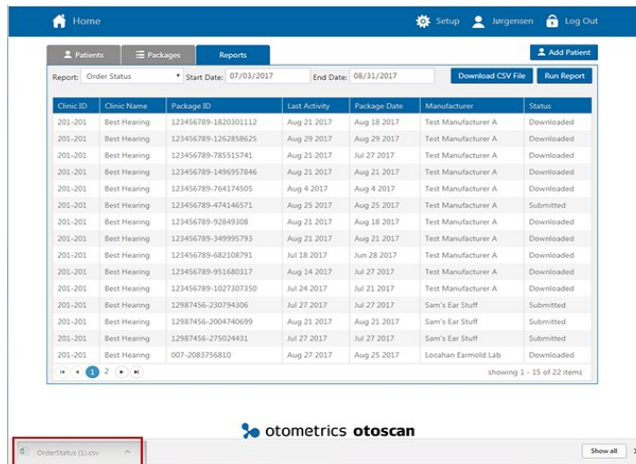 Home Setup Jørgensen Log Out
Patients Packages Reports Add Patient
Report: Order Status Start Date: 07/03/2017 End Date: 08/31/2017 Download CSV File Run Report
Clinic ID Clinic Name Package ID Last Activity Package Date Manufacturer Status
201-201 Best Hearing 123456789-1820301112 Aug 21 2017 Aug 18 2017 Test Manufacturer A Downloaded
201-201 Best Hearing 123456789-1262858625 Aug 29 2017 Aug 29 2017 Test Manufacturer A Downloaded
201-201 Best Hearing 123456789-785515741 Aug 21 2017 Jul 27 2017 Test Manufacturer A Downloaded
201-201 Best Hearing 123456789-1496957846 Aug 21 2017 Aug 21 2017 Test Manufacturer A Downloaded
201-201 Best Hearing 123456789-764174505 Aug 4 2017 Aug 4 2017 Test Manufacturer A Downloaded
201-201 Best Hearing 123456789-474146571 Aug 25 2017 Aug 25 2017 Test Manufacturer A Submitted
201-201 Best Hearing 123456789-92849308 Aug 21 2017 Aug 18 2017 Test Manufacturer A Downloaded
201-201 Best Hearing 123456789-349995793 Aug 21 2017 Aug 21 2017 Test Manufacturer A Downloaded
201-201 Best Hearing 123456789-682108791 Jul 18 2017 Jun 28 2017 Test Manufacturer A Downloaded
201-201 Best Hearing 123456789-951680317 Aug 14 2017 Jul 27 2017 Test Manufacturer A Downloaded
201-201 Best Hearing 123456789-1027307350 Jul 24 2017 Jul 21 2017 Test Manufacturer A Downloaded
201-201 Best Hearing 12987456-230794306 Jul 27 2017 Jul 27 2017 Sam's Ear Stuff Submitted
201-201 Best Hearing 12987456-2004740699 Aug 21 2017 Aug 21 2017 Sam's Ear Stuff Submitted
201-201 Best Hearing 12987456-275024431 Jul 27 2017 Jul 27 2017 Sam's Ear Stuff Submitted
201-201 Best Hearing 007-2083756810 Aug 27 2017 Aug 25 2017 Locahan Earmold Lab Downloaded
1 2 showing 1 - 15 of 22 items
otometrics otoscan
OrderStatus (1).csv Show all